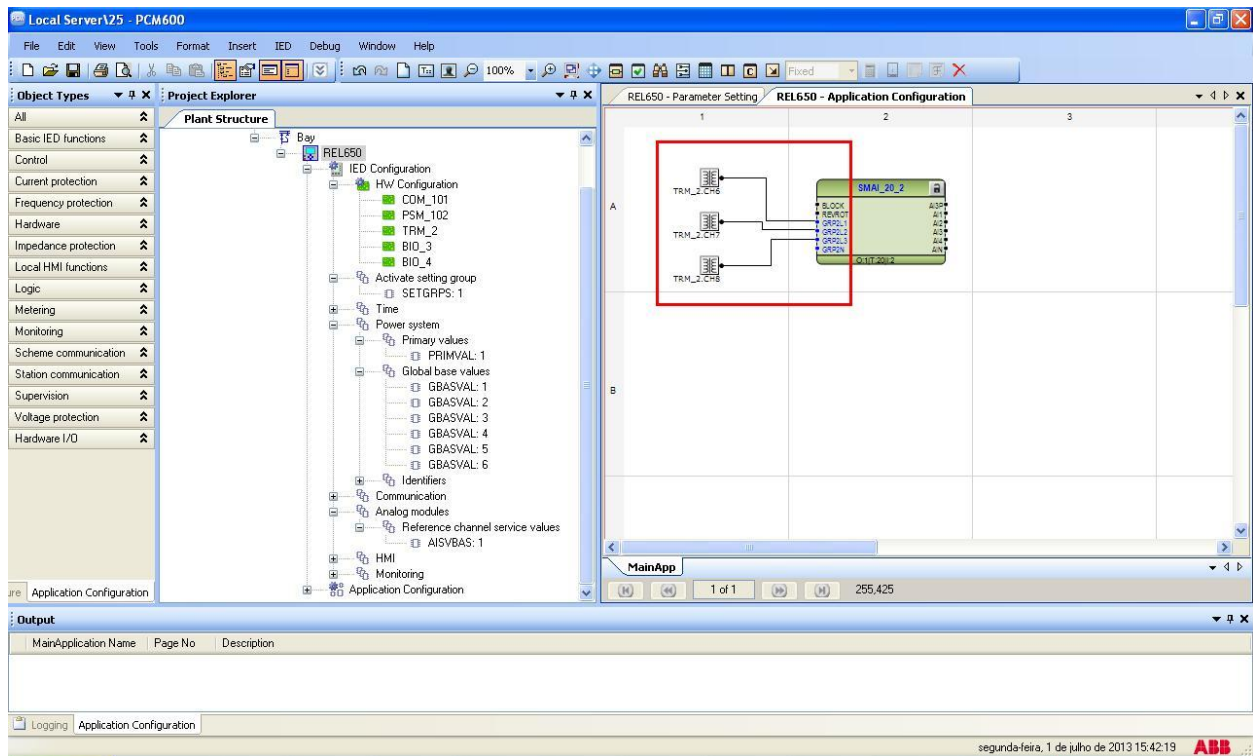 Local Server\25 - PCM600
File Edit View Tools Format Insert IED Debug Window Help
100%
Fixed
Object Types
All
Basic IED functions
Control
Current protection
Frequency protection
Hardware
Impedance protection
Local HMI functions
Logic
Metering
Monitoring
Scheme communication
Station communication
Supervision
Voltage protection
Hardware I/O
Application Configuration
Project Explorer
Plant Structure
Bay
REL650
IED Configuration
HW Configuration
COM_101
PSM_102
TRM_2
BIO_3
BIO_4
Activate setting group
SETGRPS: 1
Time
Power system
Primary values
PRIMVAL: 1
Global base values
GBASVAL: 1
GBASVAL: 2
GBASVAL: 3
GBASVAL: 4
GBASVAL: 5
GBASVAL: 6
Identifiers
Communication
Analog modules
Reference channel service values
AISVBAS: 1
HMI
Monitoring
Application Configuration
REL650 - Parameter Setting REL650 - Application Configuration
1 2 3
A
B
TRM_2.CH6
TRM_2.CH7
TRM_2.CH8
SMAI_20_2
BLOCK AI3P
REVROT AI1
GRP2L1 AI2
GRP2L2 AI3
GRP2L3 AI4
GRP2N AIN
MainApp
1 of 1 255,425
Output
MainApplication Name Page No Description
Logging Application Configuration
segunda-feira, 1 de julho de 2013 15:42:19 ABB